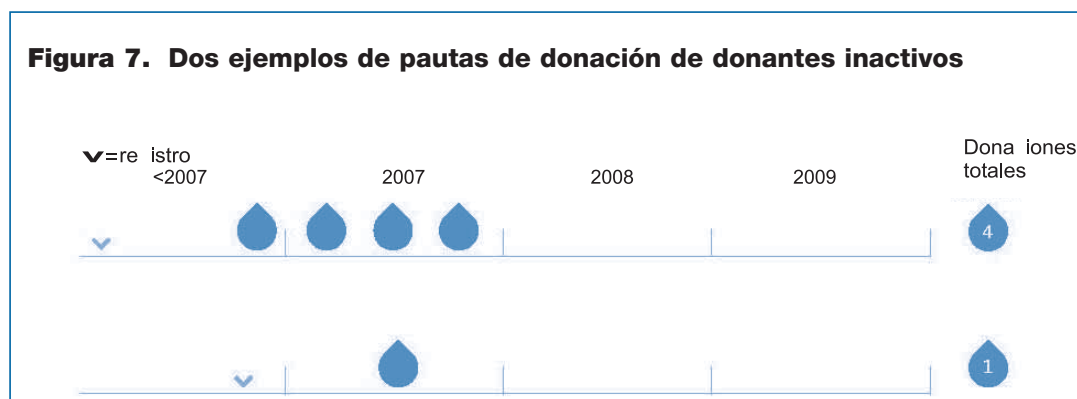 Figura 7. Dos ejemplos de pautas de donación de donantes inactivos
=re istro
Dona iones
totales
<2007 2007 2008 2009
4
1